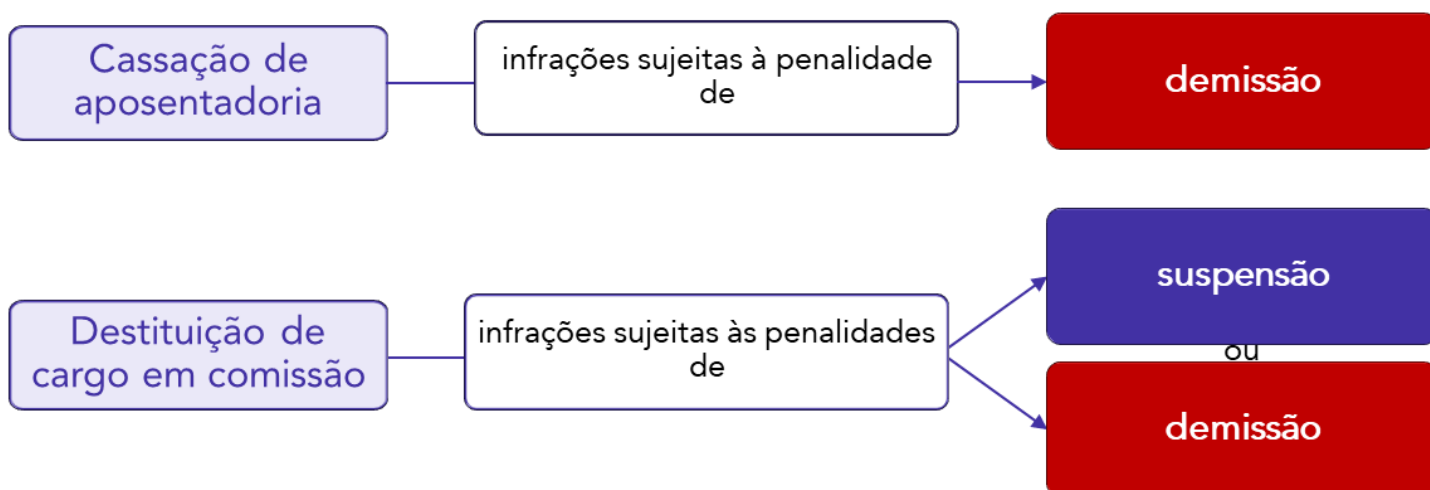 Cassação de
aposentadoria
infrações sujeitas à penalidade
de
demissão
Destituição de
cargo em comissão
infrações sujeitas às penalidades
de
suspensão
ou
demissão